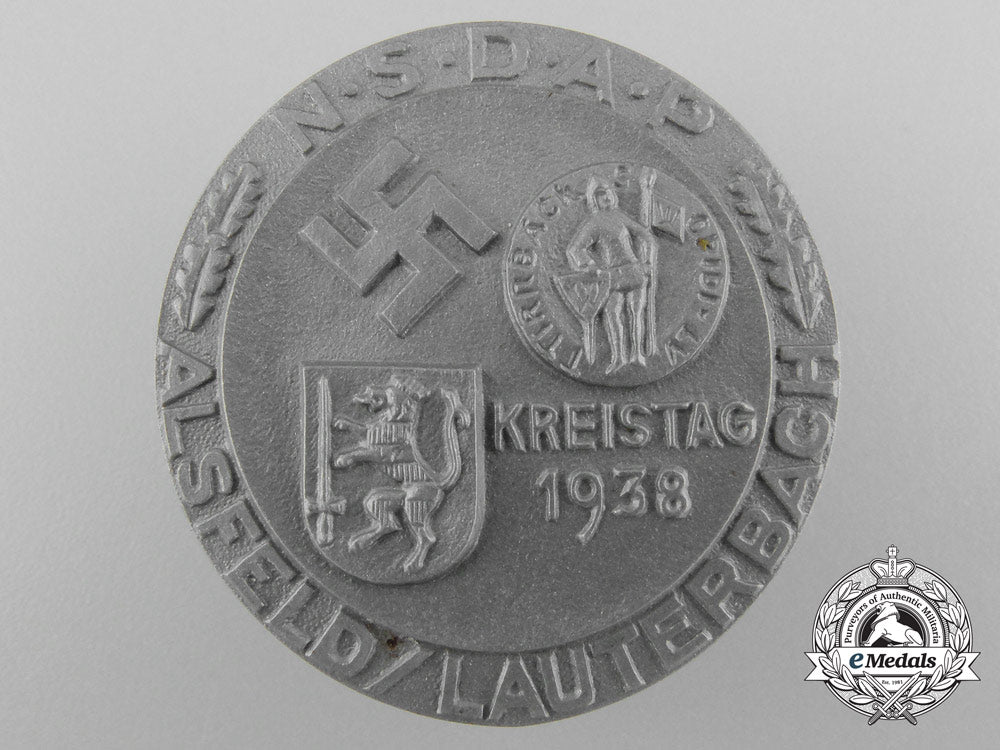 N·S·D·A·P
KREISTAG
1938
ALSFELD/LAUTERBACH
Purveyors of Authentic Militaria
eMedals
Est. 1981